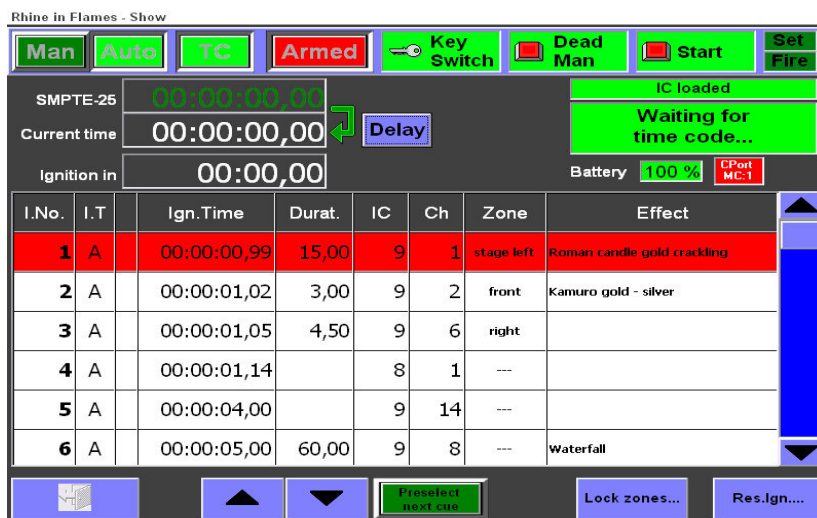 Rhine in Flames - Show
Man Auto TC Armed Key Switch Dead Man Start Set Fire
SMPTE-25 00:00:00,00
Current time 00:00:00,00 Delay
Ignition in 00:00,00
IC loaded
Waiting for
time code...
Battery 100 % CPort MC:1
I.No. I.T Ign.Time Durat. IC Ch Zone Effect
1 A 00:00:00,99 15,00 9 1 stage left Roman candle gold crackling
2 A 00:00:01,02 3,00 9 2 front Kamuro gold - silver
3 A 00:00:01,05 4,50 9 6 right
4 A 00:00:01,14 8 1 ---
5 A 00:00:04,00 9 14 ---
6 A 00:00:05,00 60,00 9 8 --- Waterfall
Preselect
next cue
Lock zones... Res.Ign....